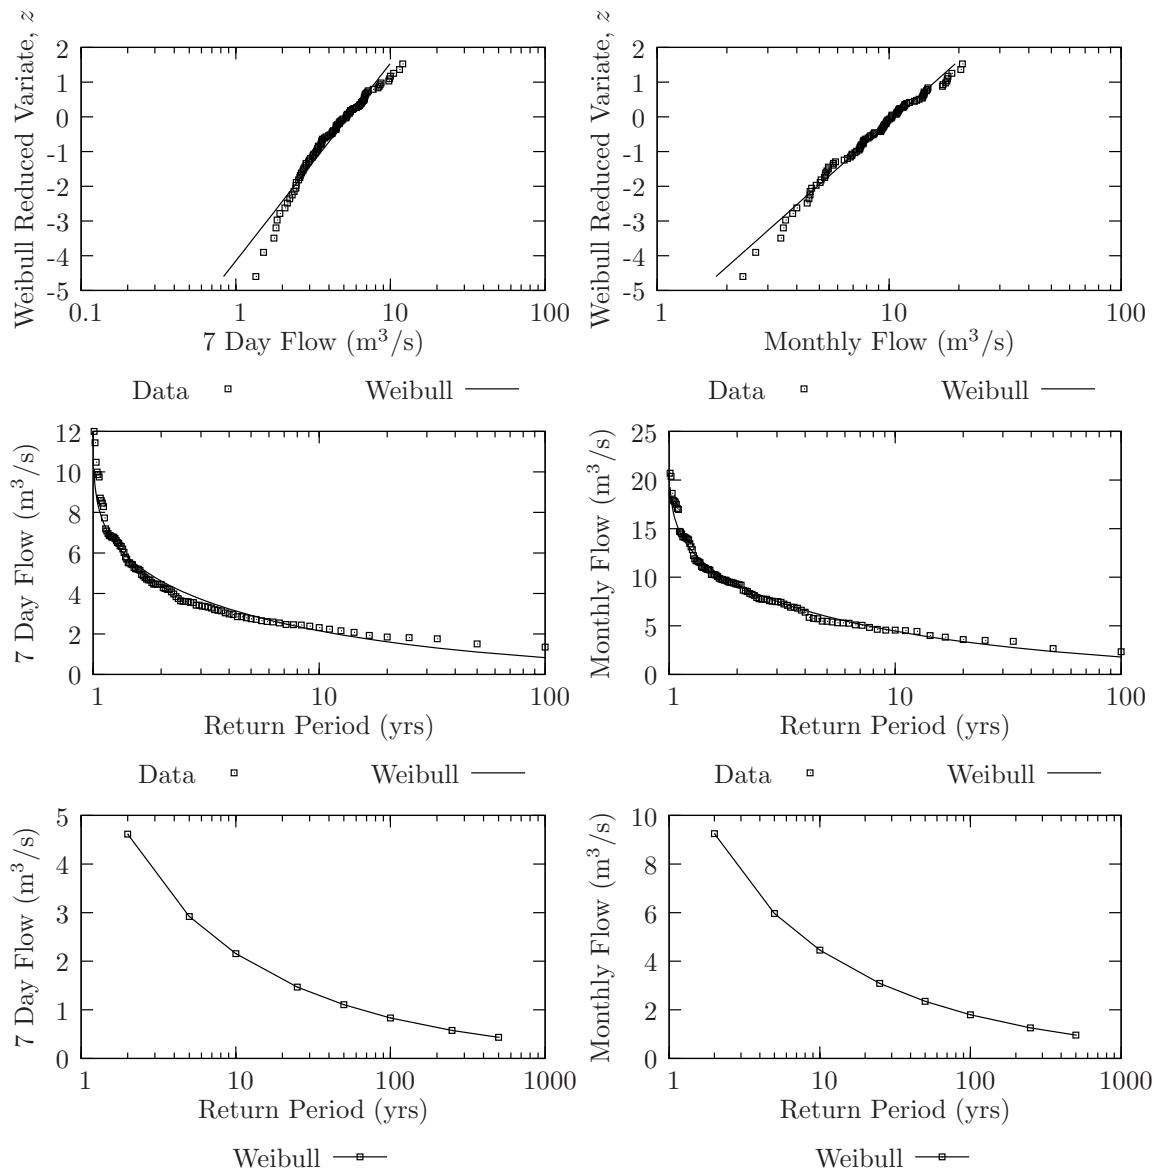 Weibull Reduced Variate, z
2
1
0
-1
-2
-3
-4
-5
0.1 1 10 100
7 Day Flow (m³/s)
Data Weibull
Weibull Reduced Variate, z
2
1
0
-1
-2
-3
-4
-5
1 10 100
Monthly Flow (m³/s)
Data Weibull
7 Day Flow (m³/s)
12
10
8
6
4
2
0
1 10 100
Return Period (yrs)
Data Weibull
Monthly Flow (m³/s)
25
20
15
10
5
0
1 10 100
Return Period (yrs)
Data Weibull
7 Day Flow (m³/s)
5
4
3
2
1
0
1 10 100 1000
Return Period (yrs)
Weibull
Monthly Flow (m³/s)
10
8
6
4
2
0
1 10 100 1000
Return Period (yrs)
Weibull